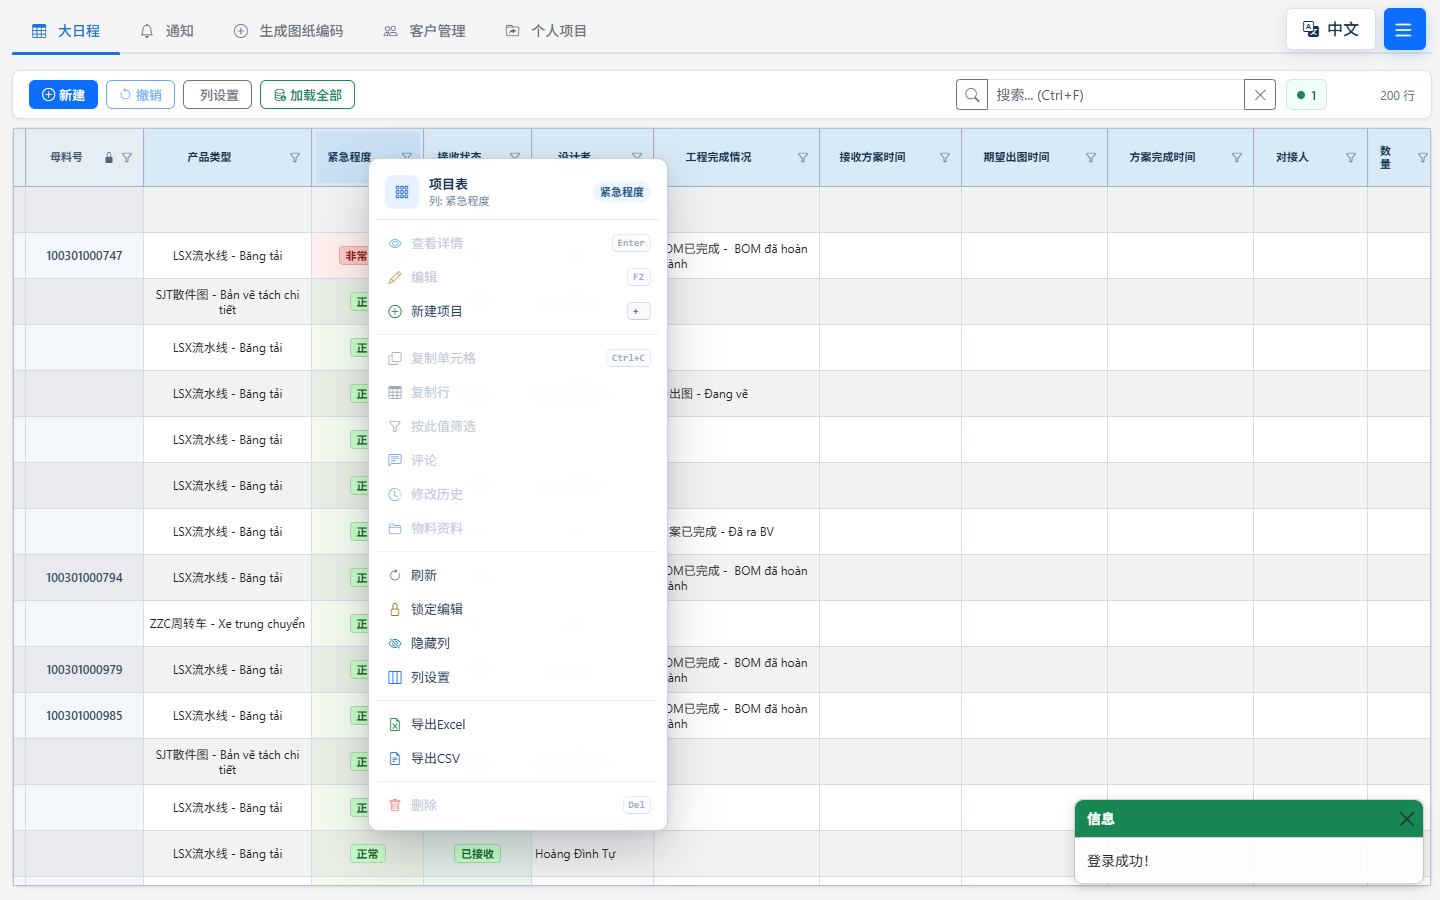 大日程
通知
生成图纸编码
客户管理
个人项目
中文
新建
撤销
列设置
加载全部
搜索... (Ctrl+F)
1
200 行
母料号
产品类型
紧急程度
工程完成情况
接收方案时间
期望出图时间
方案完成时间
对接人
数
量
项目表
列: 紧急程度
紧急程度
查看详情 Enter
编辑 F2
新建项目 +
复制单元格 Ctrl+C
复制行
按此值筛选
评论
修改历史
物料资料
刷新
锁定编辑
隐藏列
列设置
导出Excel
导出CSV
删除 Del
100301000747
LSX流水线 - Băng tải
非常
OM已完成 - BOM đã hoàn
ành
SJT散件图 - Bản vẽ tách chi
tiết
正
LSX流水线 - Băng tải
正
LSX流水线 - Băng tải
正
出图 - Đang vẽ
LSX流水线 - Băng tải
正
LSX流水线 - Băng tải
正
LSX流水线 - Băng tải
正
案已完成 - Đã ra BV
100301000794
LSX流水线 - Băng tải
正
OM已完成 - BOM đã hoàn
ành
ZZC周转车 - Xe trung chuyển
正
100301000979
LSX流水线 - Băng tải
正
OM已完成 - BOM đã hoàn
ành
100301000985
LSX流水线 - Băng tải
正
OM已完成 - BOM đã hoàn
ành
SJT散件图 - Bản vẽ tách chi
tiết
正
LSX流水线 - Băng tải
正
LSX流水线 - Băng tải
正常
已接收
Hoàng Đình Tự
信息
登录成功!